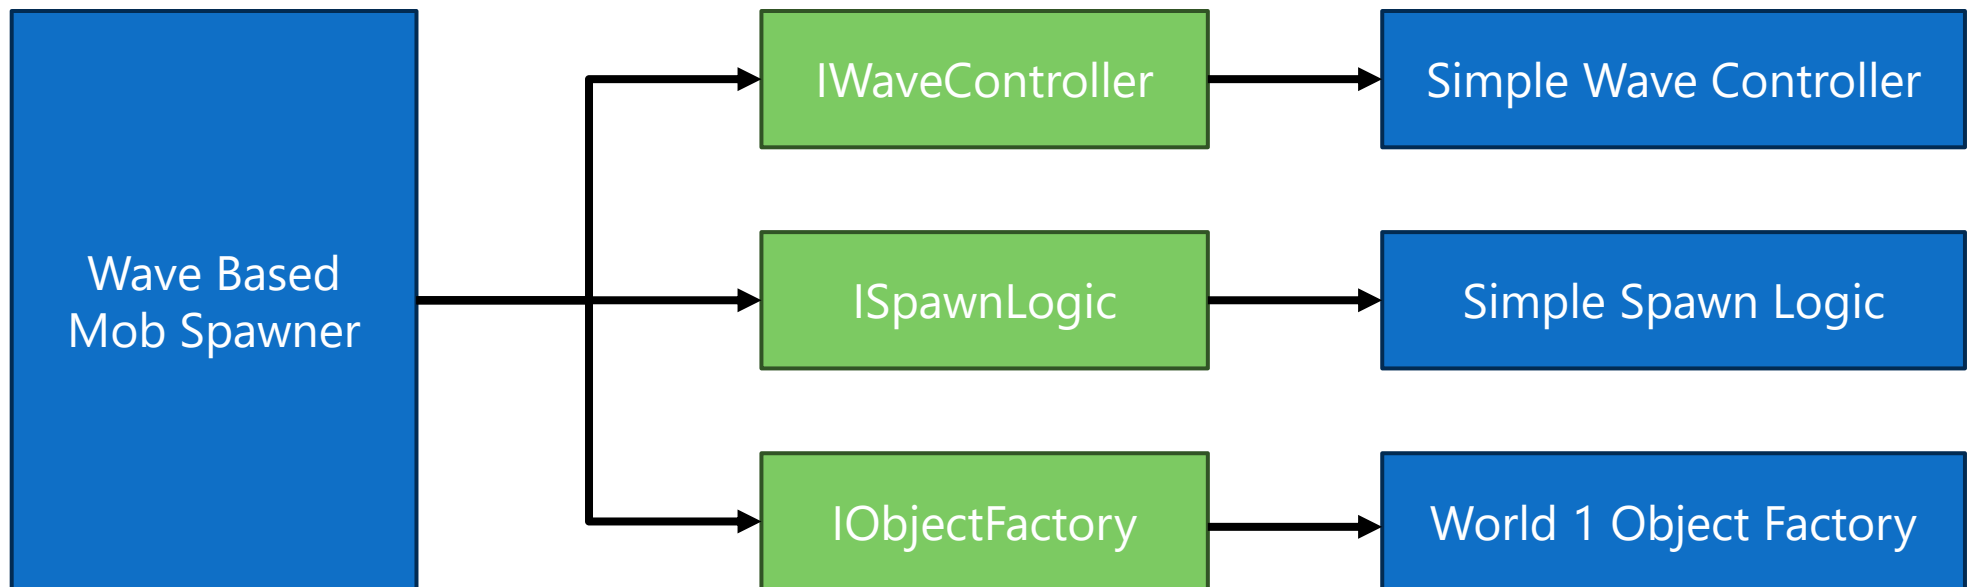 Wave Based
Mob Spawner
IWaveController
Simple Wave Controller
ISpawnLogic
Simple Spawn Logic
IObjectFactory
World 1 Object Factory